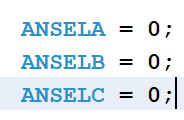 ANSELA = 0;
ANSELB = 0;
ANSELC = 0;